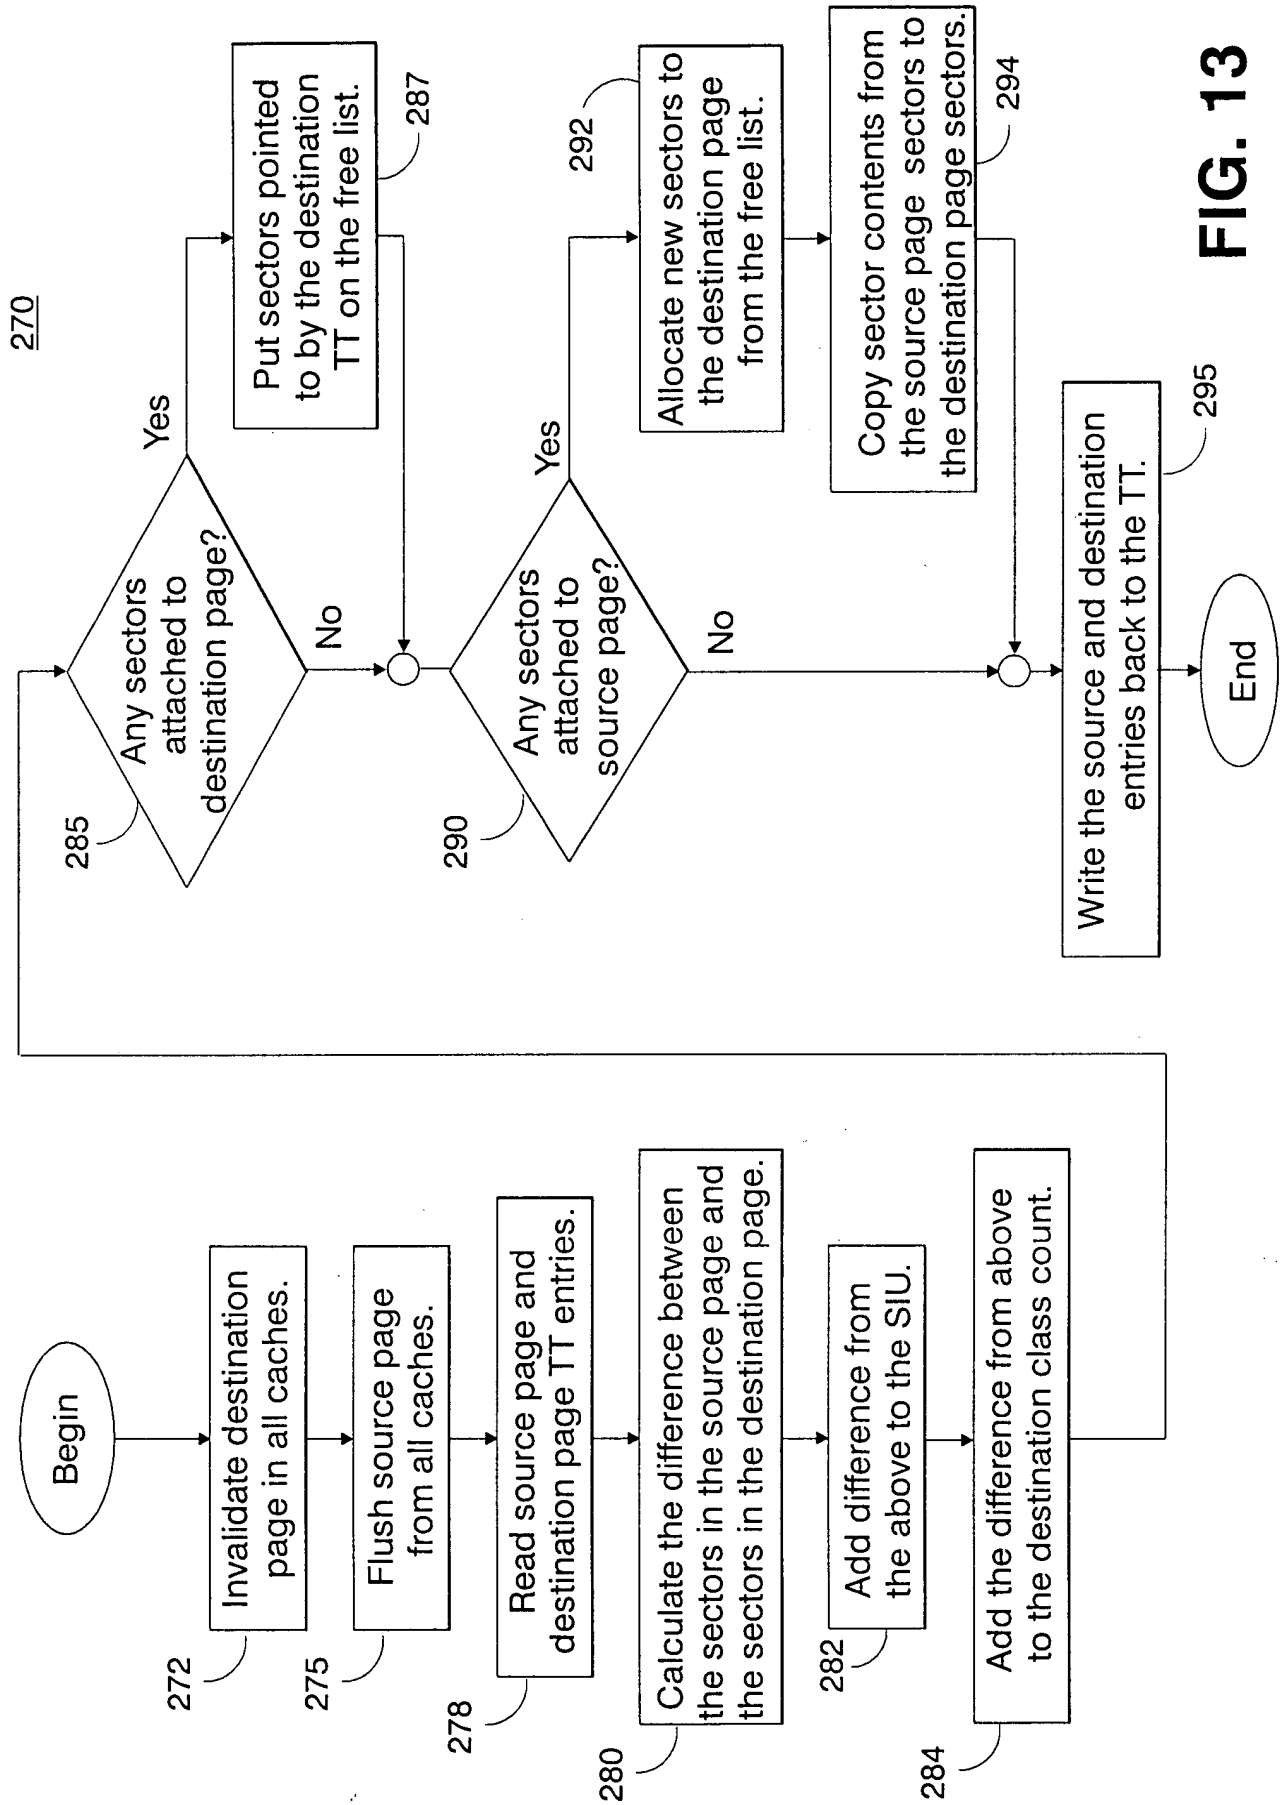 270
Begin
272
Invalidate destination
page in all caches.
275
Flush source page
from all caches.
278
Read source page and
destination page TT entries.
280
Calculate the difference between
the sectors in the source page and
the sectors in the destination page.
282
Add difference from
the above to the SIU.
284
Add the difference from above
to the destination class count.
285
Any sectors
attached to
destination page?
Yes
No
Put sectors pointed
to by the destination
TT on the free list.
287
290
Any sectors
attached to
source page?
Yes
No
292
Allocate new sectors to
the destination page
from the free list.
Copy sector contents from
the source page sectors to
the destination page sectors.
294
Write the source and destination
entries back to the TT.
295
End
FIG. 13